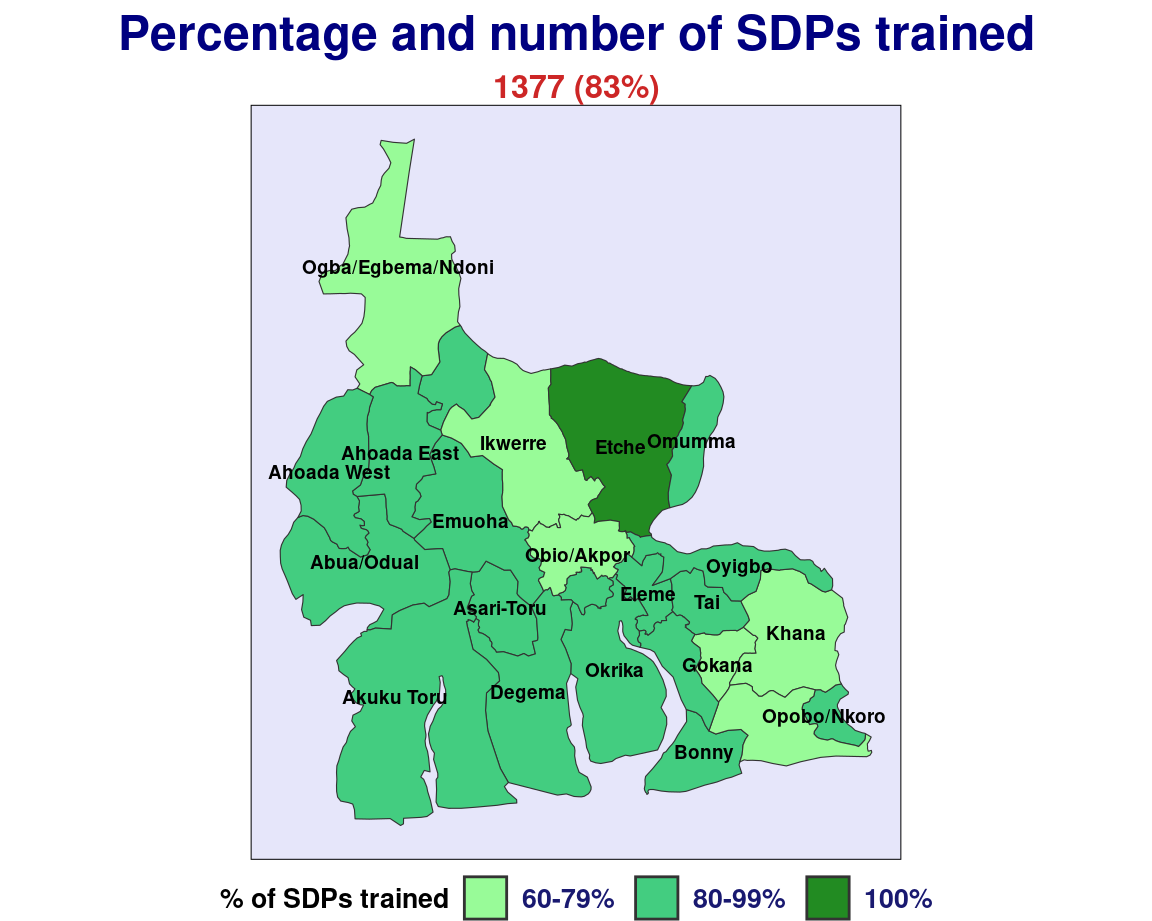 Percentage and number of SDPs trained
1377 (83%)
Ogba/Egbema/Ndoni
Ikwerre
Etche
Omumma
Ahoada East
Ahoada West
Emuoha
Obio/Akpor
Abua/Odual
Oyigbo
Eleme
Tai
Asari-Toru
Khana
Gokana
Okrika
Degema
Akuku Toru
Opobo/Nkoro
Bonny
% of SDPs trained 60-79% 80-99% 100%